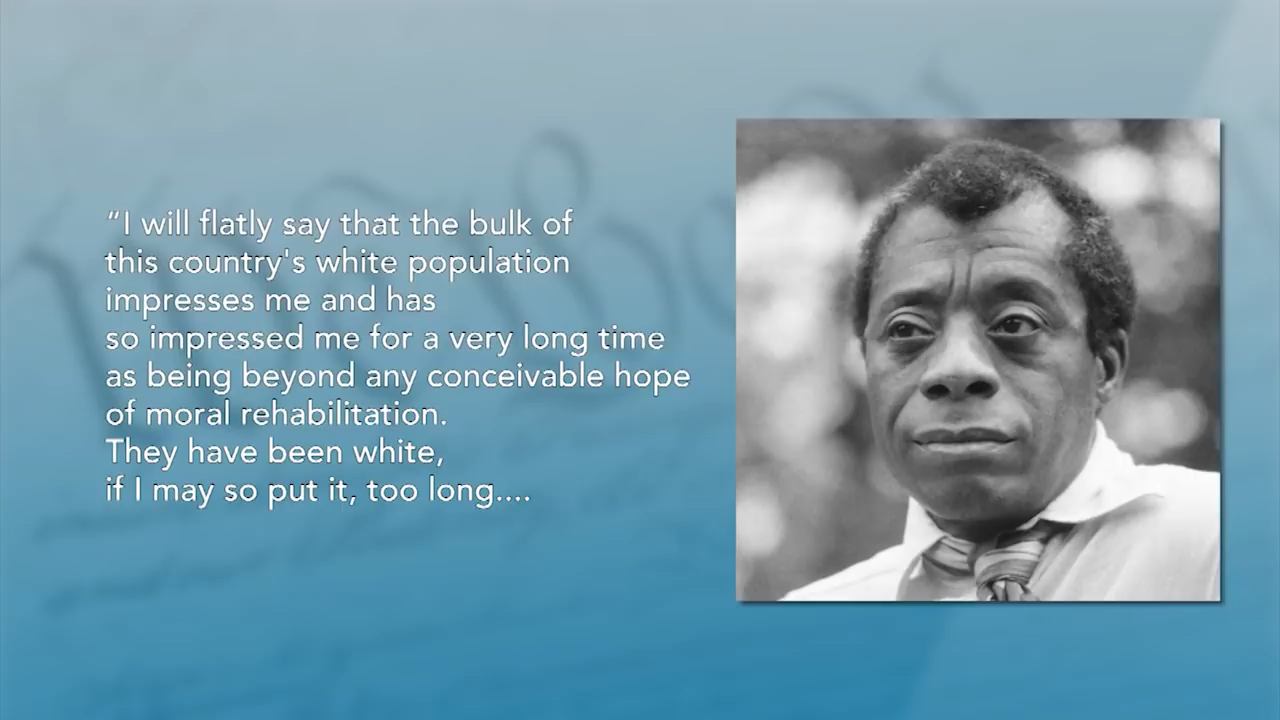 “I will flatly say that the bulk of
this country's white population
impresses me and has
so impressed me for a very long time
as being beyond any conceivable hope
of moral rehabilitation.
They have been white,
if I may so put it, too long....